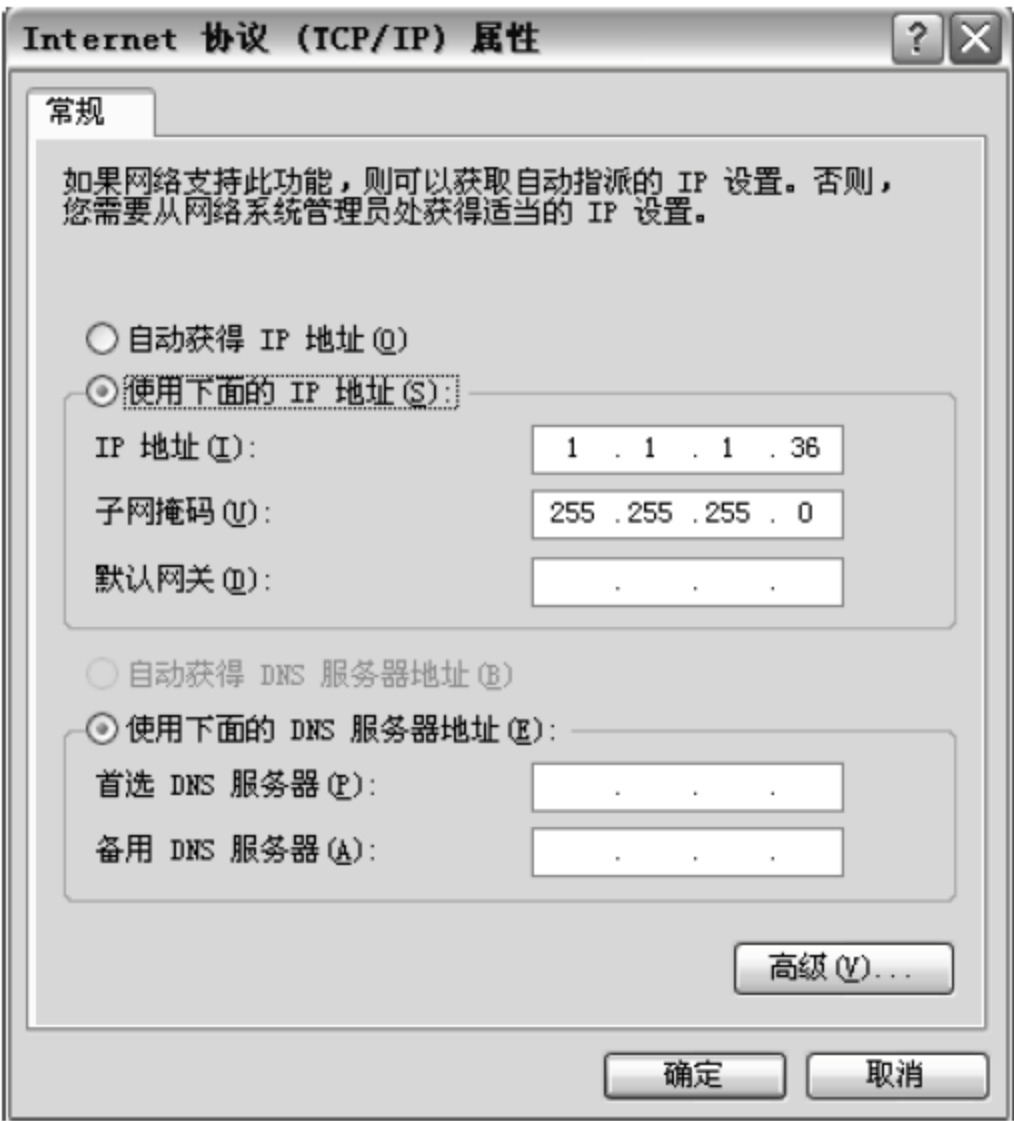 Internet 协议 (TCP/IP) 属性
常规
如果网络支持此功能，则可以获取自动指派的 IP 设置。否则，
您需要从网络系统管理员处获得适当的 IP 设置。
自动获得 IP 地址(O)
使用下面的 IP 地址(S):
IP 地址(I): 1 . 1 . 1 . 36
子网掩码(U): 255 .255 .255 . 0
默认网关(D): . . .
自动获得 DNS 服务器地址(B)
使用下面的 DNS 服务器地址(E):
首选 DNS 服务器(P): . . .
备用 DNS 服务器(A): . . .
高级(V)...
确定 取消